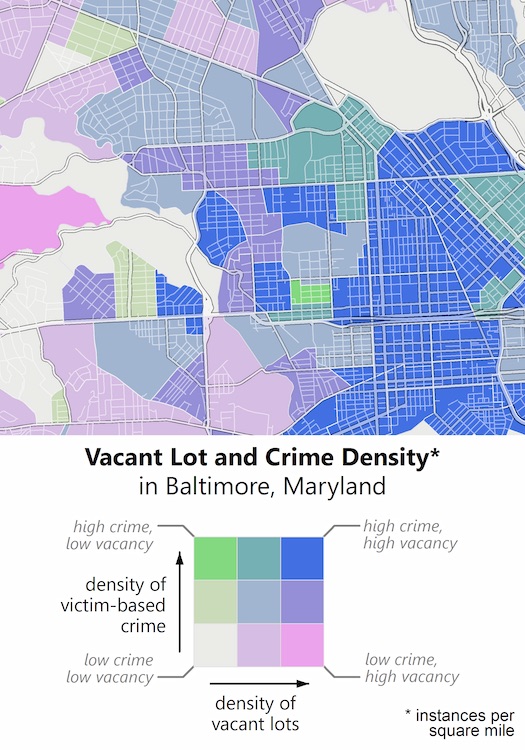 Vacant Lot and Crime Density*
in Baltimore, Maryland
high crime,
low vacancy
high crime,
high vacancy
density of
victim-based
crime
low crime
low vacancy
low crime,
high vacancy
density of
vacant lots
* instances per
square mile